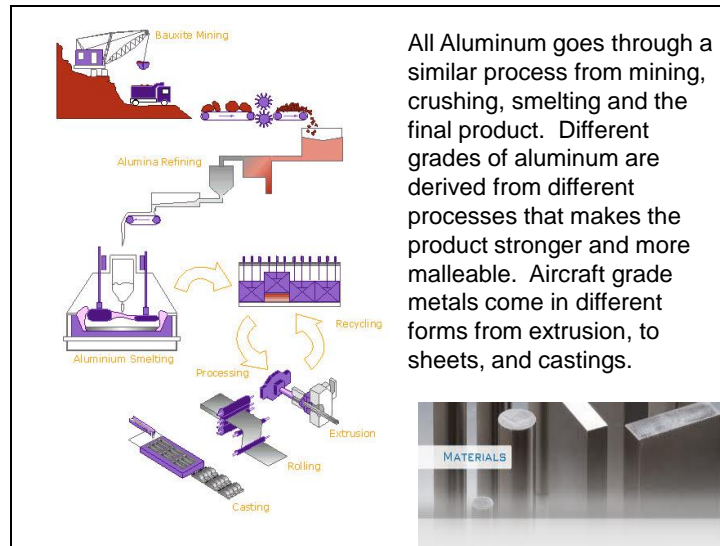 Bauxite Mining
Alumina Refining
Aluminium Smelting
Recycling
Processing
Extrusion
Rolling
Casting
All Aluminum goes through a
similar process from mining,
crushing, smelting and the
final product.  Different
grades of aluminum are
derived from different
processes that makes the
product stronger and more
malleable.  Aircraft grade
metals come in different
forms from extrusion, to
sheets, and castings.
MATERIALS